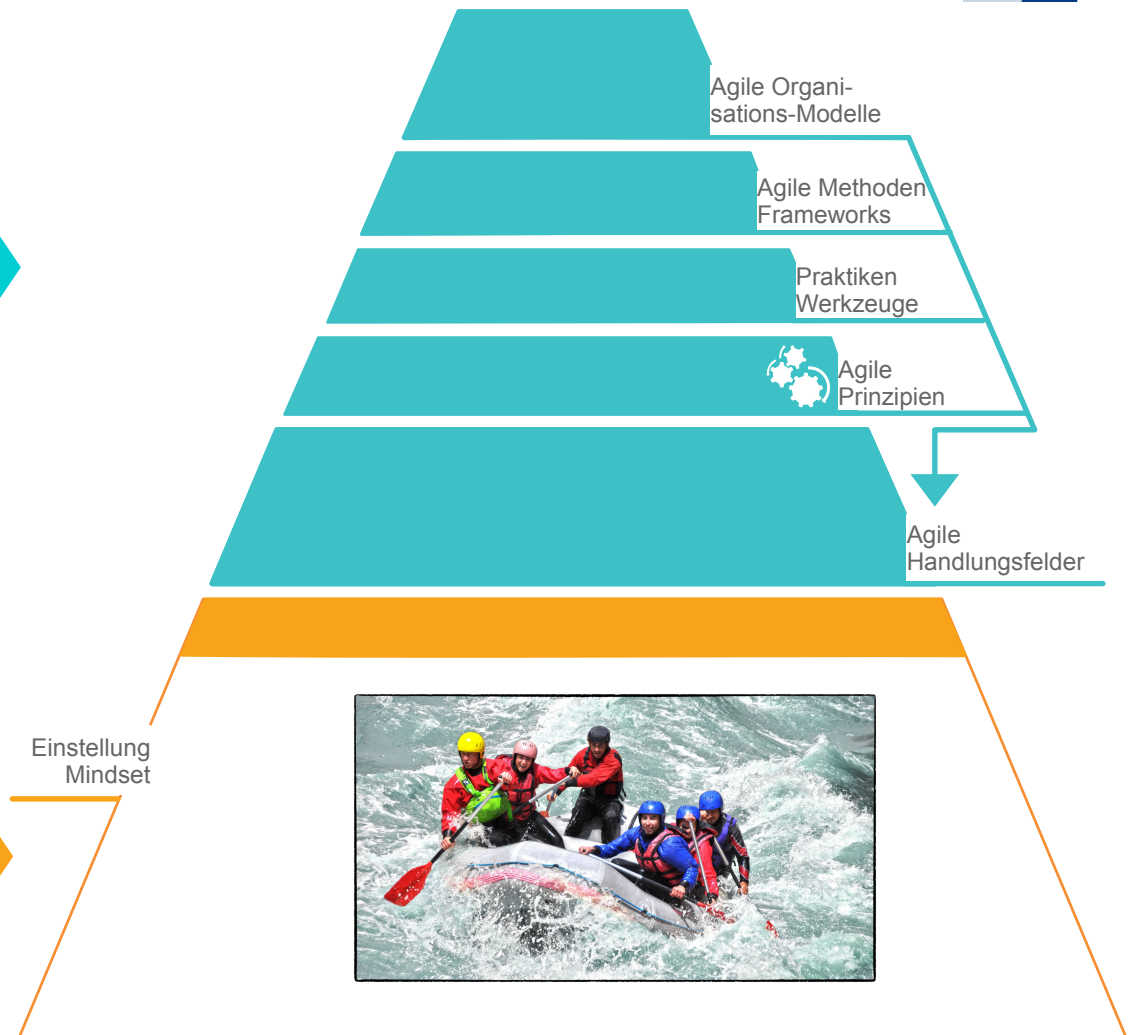 Agile Organi-
sations-Modelle
Agile Methoden
Frameworks
Praktiken
Werkzeuge
Agile
Prinzipien
Agile
Handlungsfelder
Einstellung
Mindset